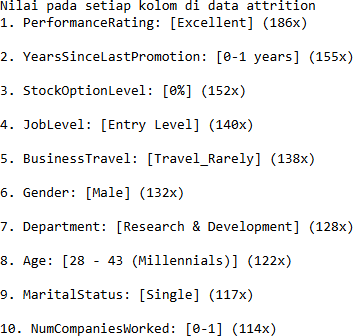 Nilai pada setiap kolom di data attrition
1. PerformanceRating: [Excellent] (186x)
2. YearsSinceLastPromotion: [0-1 years] (155x)
3. StockOptionLevel: [0%] (152x)
4. JobLevel: [Entry Level] (140x)
5. BusinessTravel: [Travel_Rarely] (138x)
6. Gender: [Male] (132x)
7. Department: [Research & Development] (128x)
8. Age: [28 - 43 (Millennials)] (122x)
9. MaritalStatus: [Single] (117x)
10. NumCompaniesWorked: [0-1] (114x)